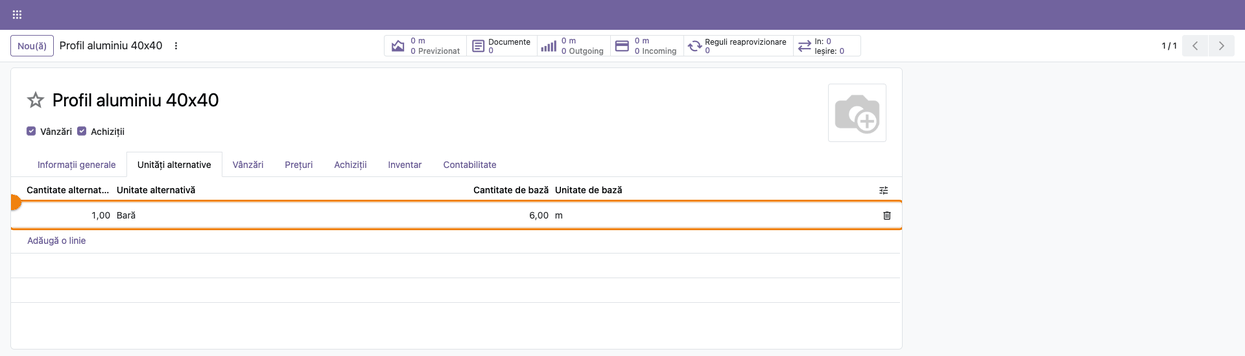 Nou(ă) Profil aluminiu 40x40
0 m
0 Previzionat
Documente
0
0 m
0 Outgoing
0 m
0 Incoming
Reguli reaprovizionare
0
In: 0
Ieșire: 0
1 / 1
Profil aluminiu 40x40
Vânzări Achiziții
Informații generale Unități alternative Vânzări Prețuri Achiziții Inventar Contabilitate
Cantitate alternat... Unitate alternativă Cantitate de bază Unitate de bază
1,00 Bară 6,00 m
Adăugă o linie